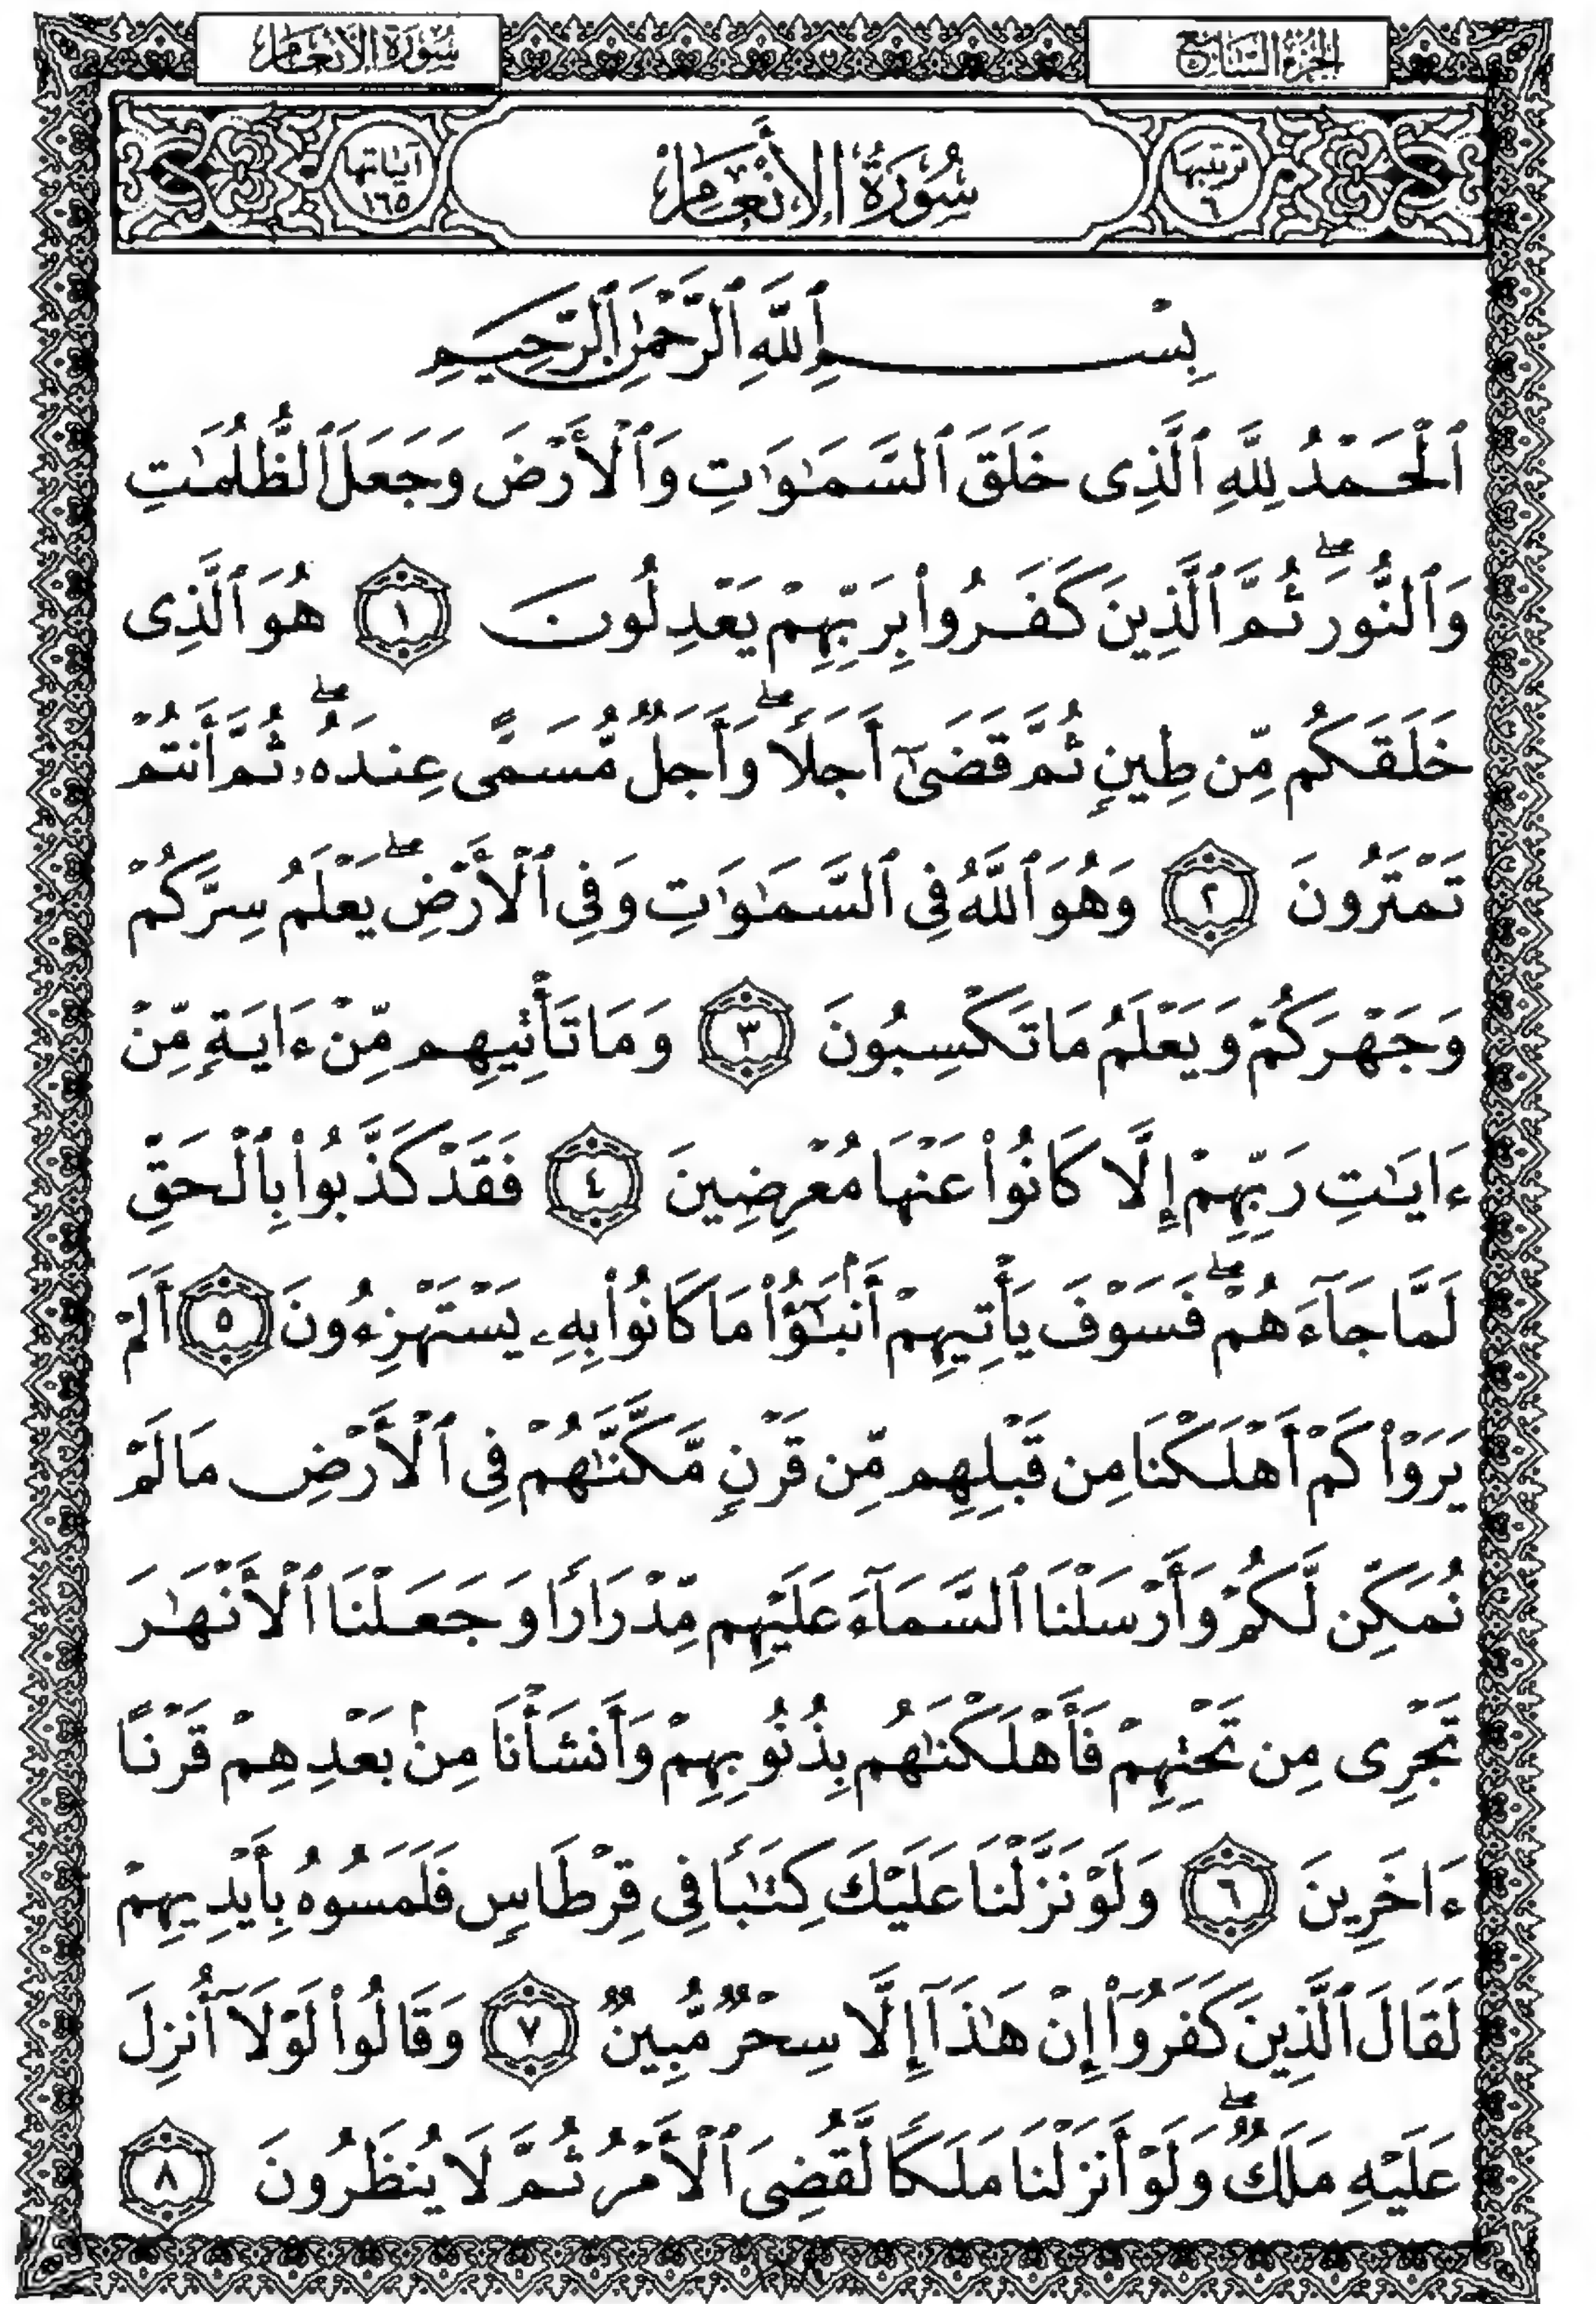 الجزء السابع
سورة الأنعام
ترتيبها ٦
سُورَةُ الأَنْعَامِ
آياتها ١٦٥
بِسْمِ ٱللَّهِ ٱلرَّحْمَٰنِ ٱلرَّحِيمِ
ٱلْحَمْدُ لِلَّهِ ٱلَّذِى خَلَقَ ٱلسَّمَٰوَٰتِ وَٱلْأَرْضَ وَجَعَلَ ٱلظُّلُمَٰتِ
وَٱلنُّورَ ۖ ثُمَّ ٱلَّذِينَ كَفَرُوا۟ بِرَبِّهِمْ يَعْدِلُونَ ١ هُوَ ٱلَّذِى
خَلَقَكُم مِّن طِينٍ ثُمَّ قَضَىٰٓ أَجَلًا ۖ وَأَجَلٌ مُّسَمًّى عِندَهُۥ ۖ ثُمَّ أَنتُمْ
تَمْتَرُونَ ٢ وَهُوَ ٱللَّهُ فِى ٱلسَّمَٰوَٰتِ وَفِى ٱلْأَرْضِ ۖ يَعْلَمُ سِرَّكُمْ
وَجَهْرَكُمْ وَيَعْلَمُ مَا تَكْسِبُونَ ٣ وَمَا تَأْتِيهِم مِّنْ ءَايَةٍ مِّنْ
ءَايَٰتِ رَبِّهِمْ إِلَّا كَانُوا۟ عَنْهَا مُعْرِضِينَ ٤ فَقَدْ كَذَّبُوا۟ بِٱلْحَقِّ
لَمَّا جَآءَهُمْ ۖ فَسَوْفَ يَأْتِيهِمْ أَنۢبَٰٓؤُا۟ مَا كَانُوا۟ بِهِۦ يَسْتَهْزِءُونَ ٥ أَلَمْ
يَرَوْا۟ كَمْ أَهْلَكْنَا مِن قَبْلِهِم مِّن قَرْنٍ مَّكَّنَّٰهُمْ فِى ٱلْأَرْضِ مَا لَمْ
نُمَكِّن لَّكُمْ وَأَرْسَلْنَا ٱلسَّمَآءَ عَلَيْهِم مِّدْرَارًا وَجَعَلْنَا ٱلْأَنْهَٰرَ
تَجْرِى مِن تَحْتِهِمْ فَأَهْلَكْنَٰهُم بِذُنُوبِهِمْ وَأَنشَأْنَا مِنۢ بَعْدِهِمْ قَرْنًا
ءَاخَرِينَ ٦ وَلَوْ نَزَّلْنَا عَلَيْكَ كِتَٰبًا فِى قِرْطَاسٍ فَلَمَسُوهُ بِأَيْدِيهِمْ
لَقَالَ ٱلَّذِينَ كَفَرُوٓا۟ إِنْ هَٰذَآ إِلَّا سِحْرٌ مُّبِينٌ ٧ وَقَالُوا۟ لَوْلَآ أُنزِلَ
عَلَيْهِ مَلَكٌ ۖ وَلَوْ أَنزَلْنَا مَلَكًا لَّقُضِىَ ٱلْأَمْرُ ثُمَّ لَا يُنظَرُونَ ٨